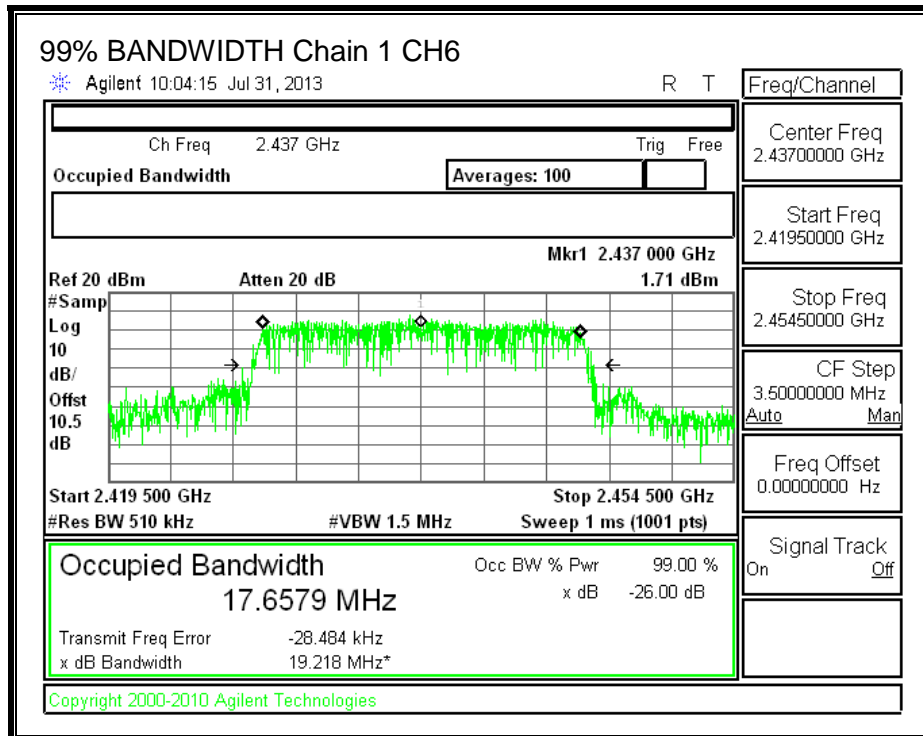 99% BANDWIDTH Chain 1 CH6
Agilent 10:04:15 Jul 31, 2013 R T
Freq/Channel
Ch Freq 2.437 GHz Trig Free
Occupied Bandwidth Averages: 100
Center Freq
2.43700000 GHz
Start Freq
2.41950000 GHz
Mkr1 2.437 000 GHz
Ref 20 dBm Atten 20 dB 1.71 dBm
#Samp
Log
10
dB/
Offst
10.5
dB
Stop Freq
2.45450000 GHz
CF Step
3.50000000 MHz
Auto Man
Freq Offset
0.00000000 Hz
Start 2.419 500 GHz Stop 2.454 500 GHz
#Res BW 510 kHz #VBW 1.5 MHz Sweep 1 ms (1001 pts)
Signal Track
On Off
Occupied Bandwidth Occ BW % Pwr 99.00 %
17.6579 MHz x dB -26.00 dB
Transmit Freq Error -28.484 kHz
x dB Bandwidth 19.218 MHz*
Copyright 2000-2010 Agilent Technologies